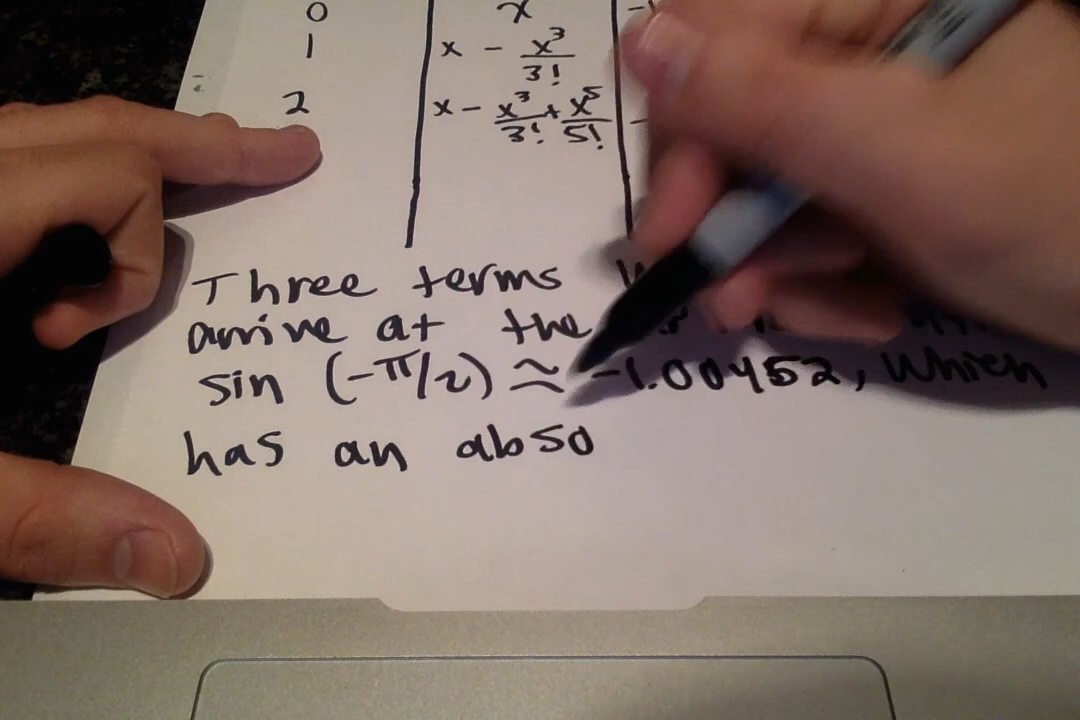 0 x -
1 x - x³/3!
2 x - x³/3! + x⁵/5! -
Three terms
arrive at the
sin (-π/2) ≈ -1.00452, which
has an abso